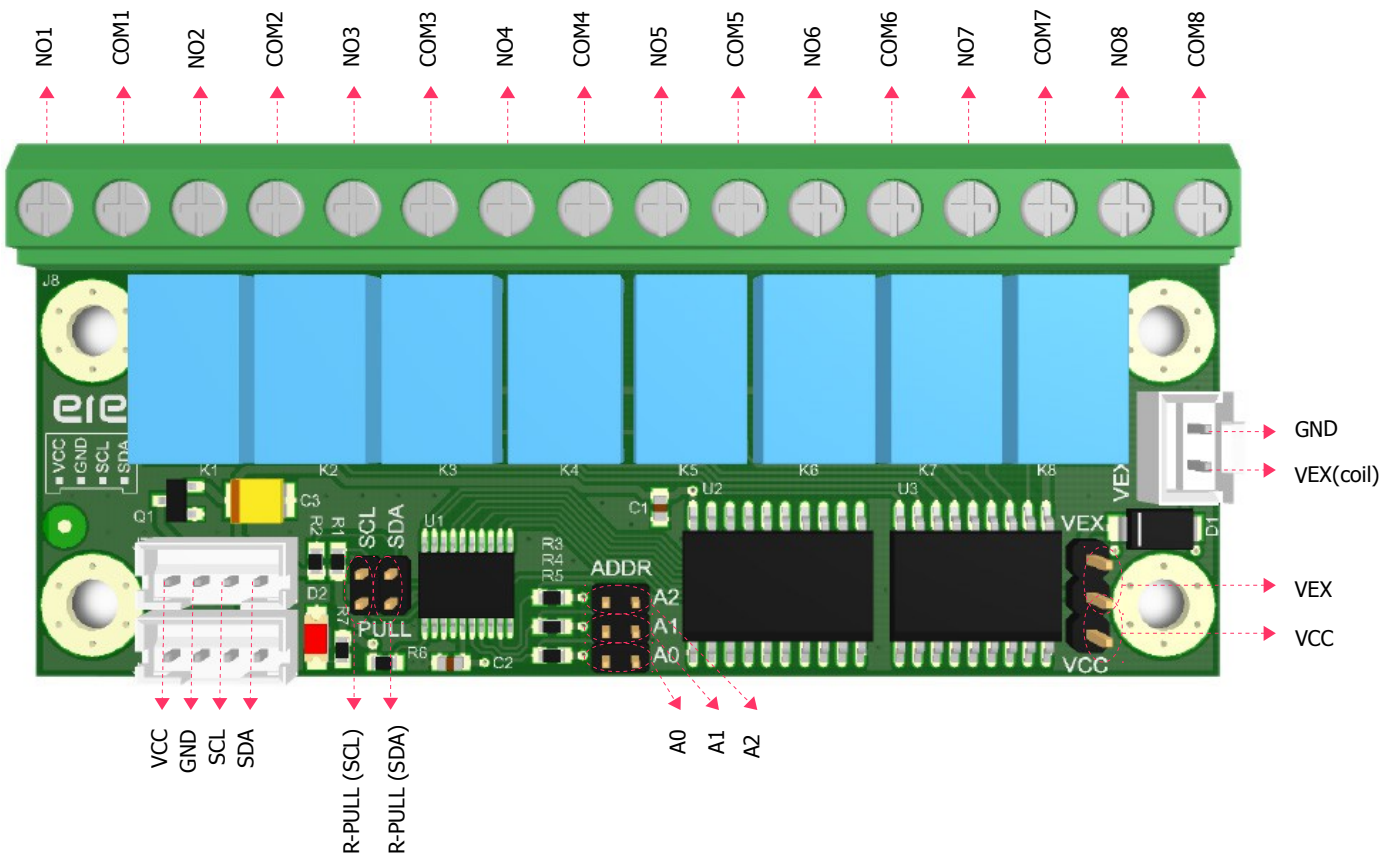 NO1 COM1 NO2 COM2 NO3 COM3 NO4 COM4 NO5 COM5 NO6 COM6 NO7 COM7 NO8 COM8
J8
VCC GND SCL SDA
K1 K2 K3 K4 K5 K6 K7 K8
VEX
GND
VEX(coil)
Q1 C3 R2 R1 SCL SDA U1 C1 U2 U3 VEX D1
R3
R4
R5
ADDR
A2
A1
A0
D2
R7
PULL
R6
C2
VCC
VEX
VCC
VCC GND SCL SDA
R-PULL (SCL) R-PULL (SDA)
A0 A1 A2